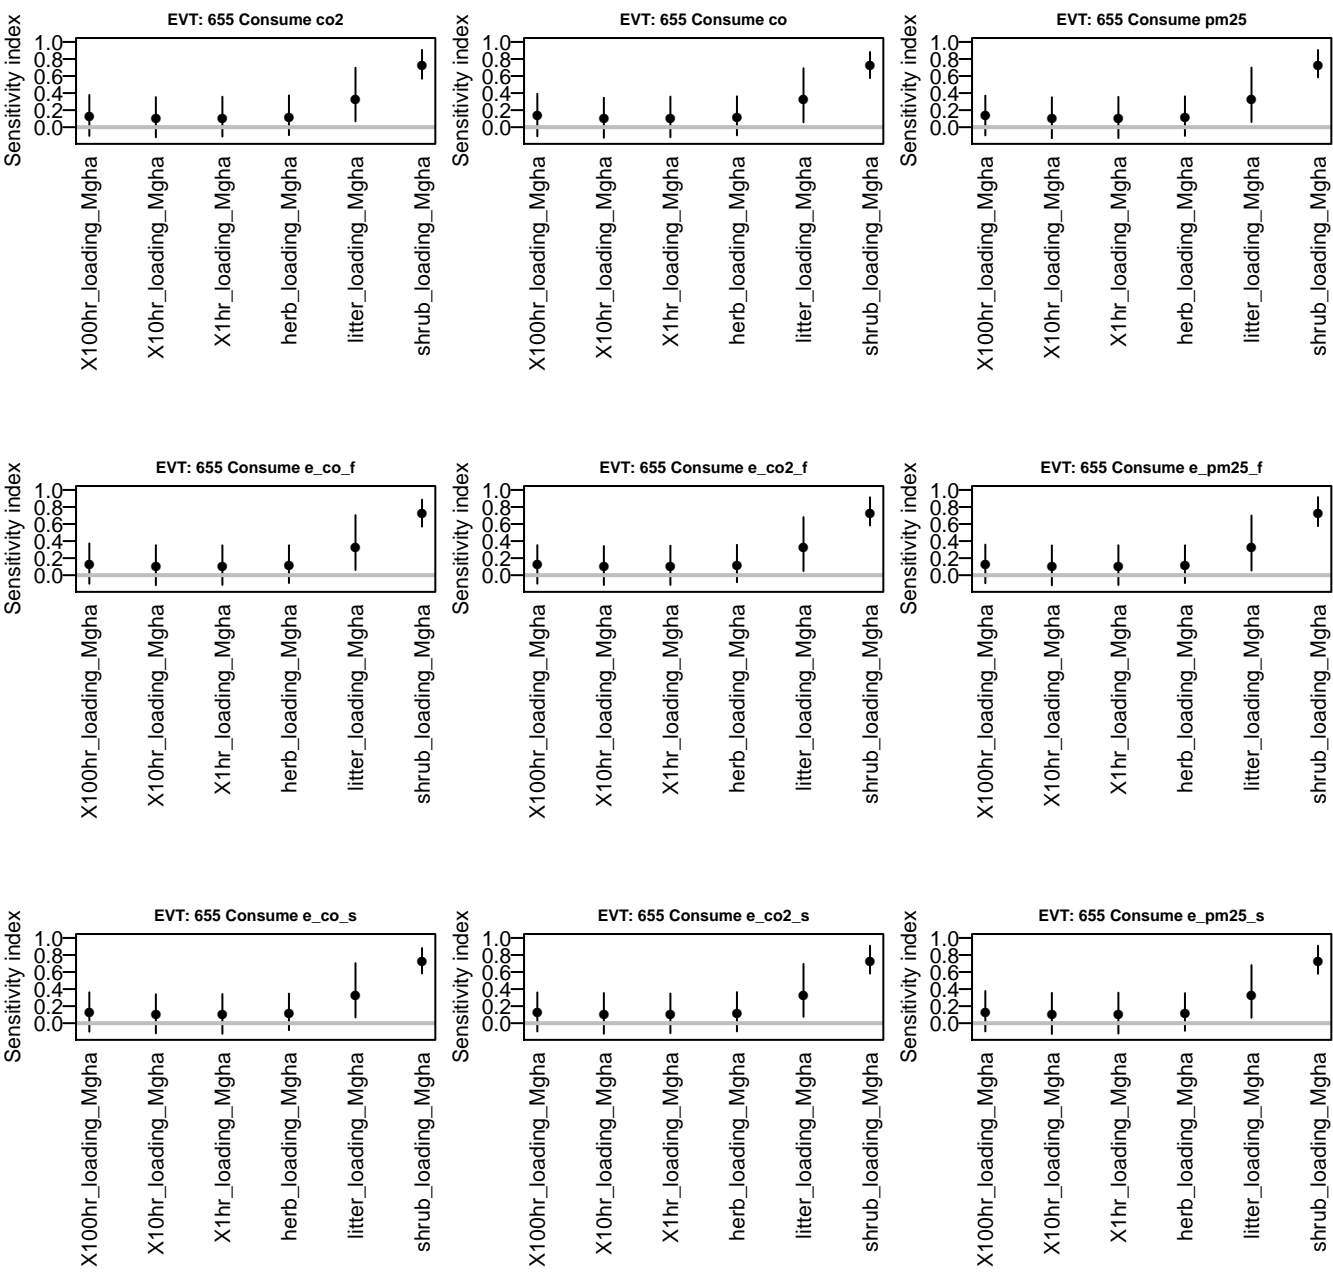 EVT: 655 Consume co2
Sensitivity index
1.0
0.8
0.6
0.4
0.2
0.0
X100hr_loading_Mgha
X10hr_loading_Mgha
X1hr_loading_Mgha
herb_loading_Mgha
litter_loading_Mgha
shrub_loading_Mgha
EVT: 655 Consume co
Sensitivity index
1.0
0.8
0.6
0.4
0.2
0.0
X100hr_loading_Mgha
X10hr_loading_Mgha
X1hr_loading_Mgha
herb_loading_Mgha
litter_loading_Mgha
shrub_loading_Mgha
EVT: 655 Consume pm25
Sensitivity index
1.0
0.8
0.6
0.4
0.2
0.0
X100hr_loading_Mgha
X10hr_loading_Mgha
X1hr_loading_Mgha
herb_loading_Mgha
litter_loading_Mgha
shrub_loading_Mgha
EVT: 655 Consume e_co_f
Sensitivity index
1.0
0.8
0.6
0.4
0.2
0.0
X100hr_loading_Mgha
X10hr_loading_Mgha
X1hr_loading_Mgha
herb_loading_Mgha
litter_loading_Mgha
shrub_loading_Mgha
EVT: 655 Consume e_co2_f
Sensitivity index
1.0
0.8
0.6
0.4
0.2
0.0
X100hr_loading_Mgha
X10hr_loading_Mgha
X1hr_loading_Mgha
herb_loading_Mgha
litter_loading_Mgha
shrub_loading_Mgha
EVT: 655 Consume e_pm25_f
Sensitivity index
1.0
0.8
0.6
0.4
0.2
0.0
X100hr_loading_Mgha
X10hr_loading_Mgha
X1hr_loading_Mgha
herb_loading_Mgha
litter_loading_Mgha
shrub_loading_Mgha
EVT: 655 Consume e_co_s
Sensitivity index
1.0
0.8
0.6
0.4
0.2
0.0
X100hr_loading_Mgha
X10hr_loading_Mgha
X1hr_loading_Mgha
herb_loading_Mgha
litter_loading_Mgha
shrub_loading_Mgha
EVT: 655 Consume e_co2_s
Sensitivity index
1.0
0.8
0.6
0.4
0.2
0.0
X100hr_loading_Mgha
X10hr_loading_Mgha
X1hr_loading_Mgha
herb_loading_Mgha
litter_loading_Mgha
shrub_loading_Mgha
EVT: 655 Consume e_pm25_s
Sensitivity index
1.0
0.8
0.6
0.4
0.2
0.0
X100hr_loading_Mgha
X10hr_loading_Mgha
X1hr_loading_Mgha
herb_loading_Mgha
litter_loading_Mgha
shrub_loading_Mgha